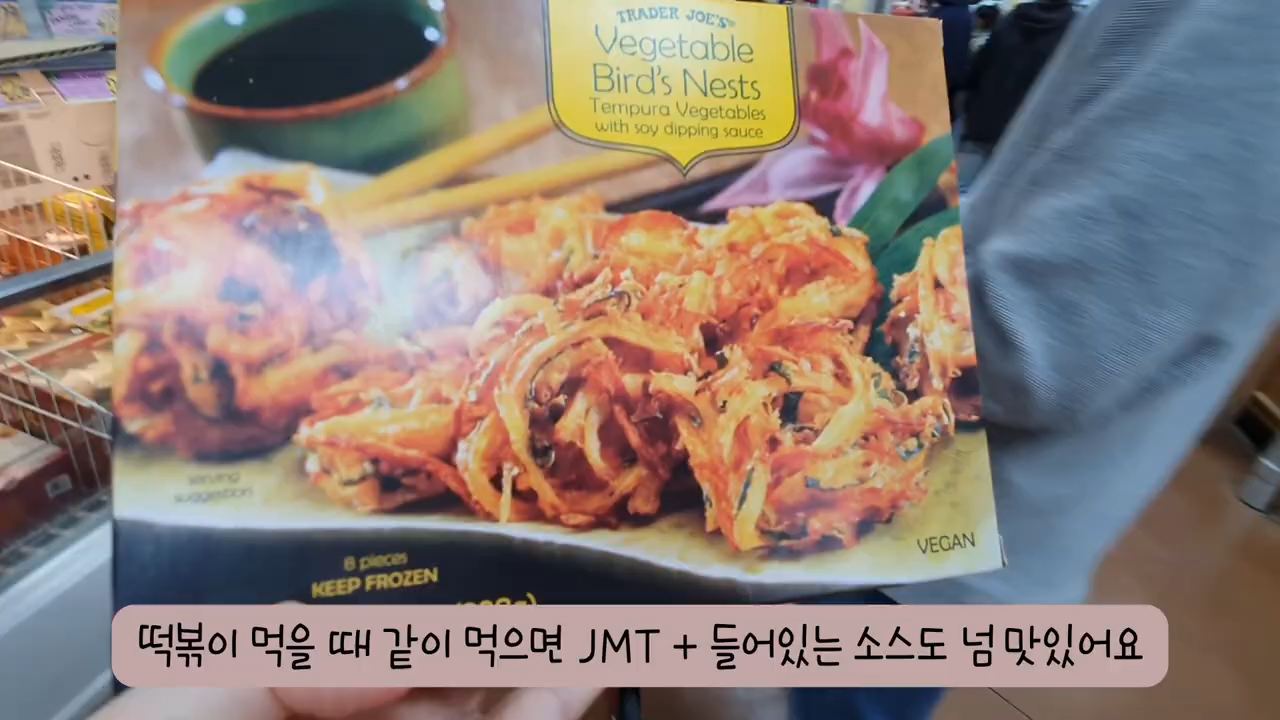 TRADER JOE'S
Vegetable
Bird's Nests
Tempura Vegetables
with soy dipping sauce
serving
suggestion
VEGAN
8 pieces
KEEP FROZEN
떡볶이 먹을 때 같이 먹으면 JMT + 들어있는 소스도 넘 맛있어요